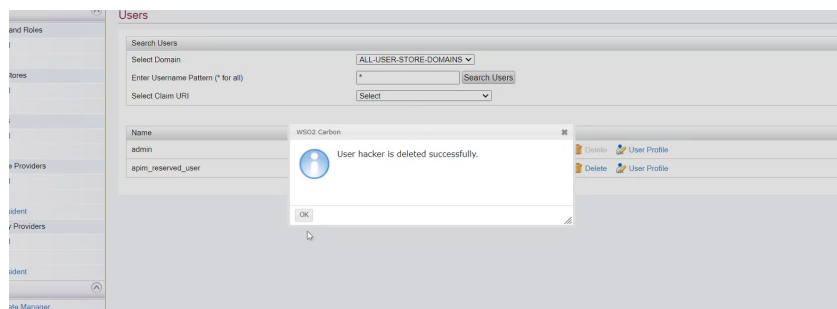 Users
and Roles
Search Users
Select Domain ALL-USER-STORE-DOMAINS
Stores
Enter Username Pattern (* for all) * Search Users
Select Claim URI Select
Name
WSO2 Carbon
admin Delete User Profile
User hacker is deleted successfully.
apim_reserved_user Delete User Profile
Providers
OK
sident
y Providers
sident
ate Manager